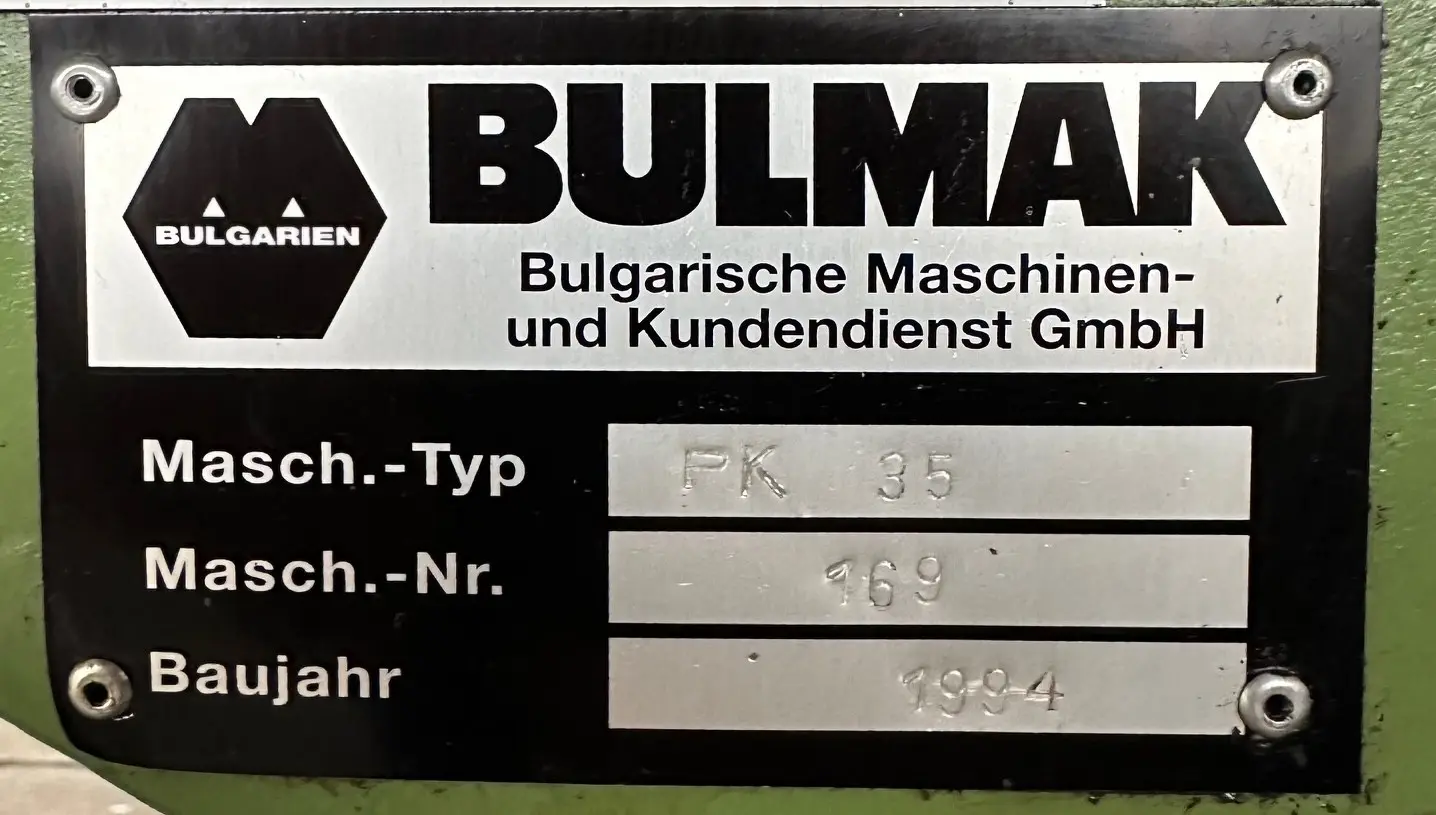 BULMAK
BULGARIEN
Bulgarische Maschinen-
und Kundendienst GmbH
Masch.-Typ PK 35
Masch.-Nr. 169
Baujahr 1994